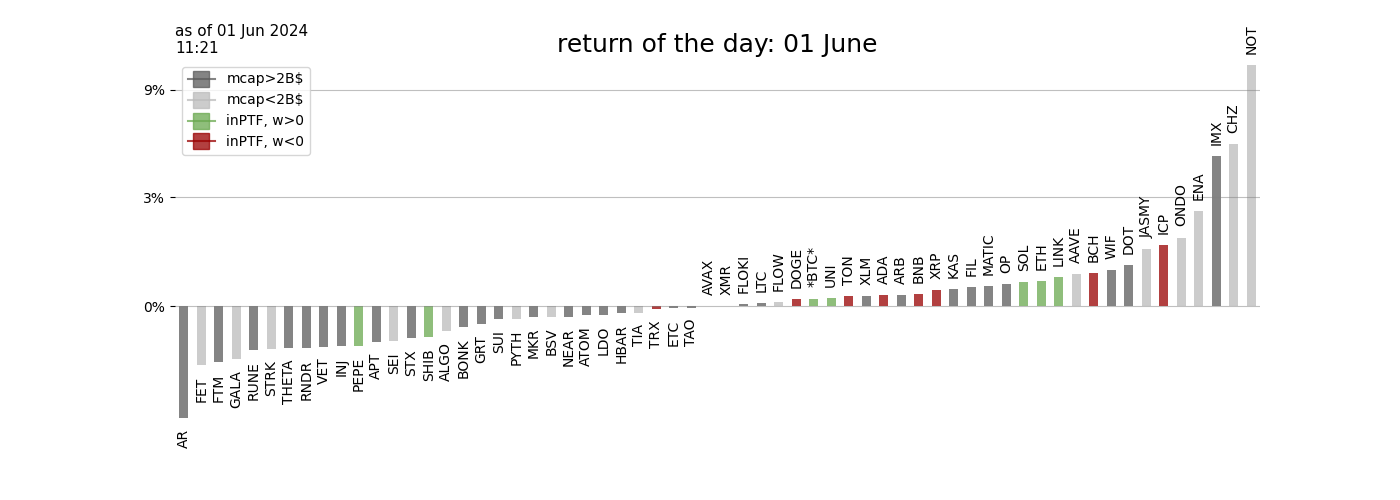 as of 01 Jun 2024
11:21
return of the day: 01 June
mcap>2B$
mcap<2B$
inPTF, w>0
inPTF, w<0
9%
3%
0%
AR
FET
FTM
GALA
RUNE
STRK
THETA
RNDR
VET
INJ
PEPE
APT
SEI
STX
SHIB
ALGO
BONK
GRT
SUI
PYTH
MKR
BSV
NEAR
ATOM
LDO
HBAR
TIA
TRX
ETC
TAO
AVAX
XMR
FLOKI
LTC
FLOW
DOGE
*BTC*
UNI
TON
XLM
ADA
ARB
BNB
XRP
KAS
FIL
MATIC
OP
SOL
ETH
LINK
AAVE
BCH
WIF
DOT
JASMY
ICP
ONDO
ENA
IMX
CHZ
NOT